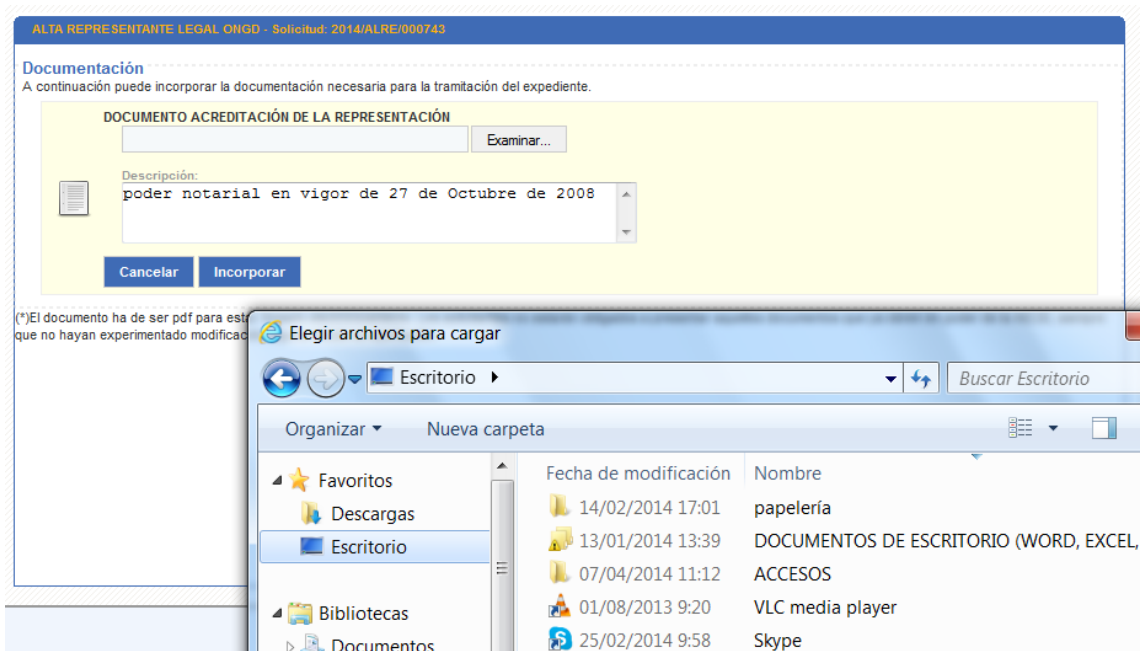 ALTA REPRESENTANTE LEGAL ONGD - Solicitud: 2014/ALRE/000743
Documentación
A continuación puede incorporar la documentación necesaria para la tramitación del expediente.
DOCUMENTO ACREDITACIÓN DE LA REPRESENTACIÓN
Examinar...
Descripción:
poder notarial en vigor de 27 de Octubre de 2008
Cancelar Incorporar
(*)El documento ha de ser pdf para
que no hayan experimentado
Elegir archivos para cargar
Escritorio
Buscar Escritorio
Organizar Nueva carpeta
Favoritos
Descargas
Escritorio
Bibliotecas
Documentos
Fecha de modificación Nombre
14/02/2014 17:01 papelería
13/01/2014 13:39 DOCUMENTOS DE ESCRITORIO (WORD, EXCEL,
07/04/2014 11:12 ACCESOS
01/08/2013 9:20 VLC media player
25/02/2014 9:58 Skype